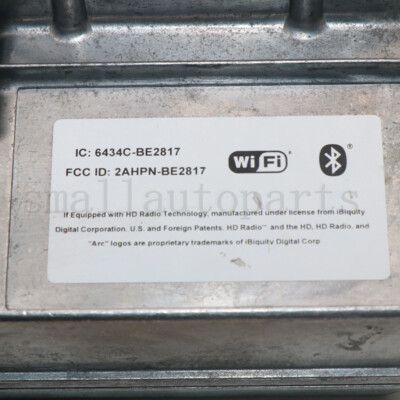 IC: 6434C-BE2817
FCC ID: 2AHPN-BE2817
WiFi
®
smallautoparts
If Equipped with HD Radio Technology, manufactured under license from iBiquity
Digital Corporation. U.S. and Foreign Patents. HD Radio™ and the HD, HD Radio, and
"Arc" logos are proprietary trademarks of iBiquity Digital Corp